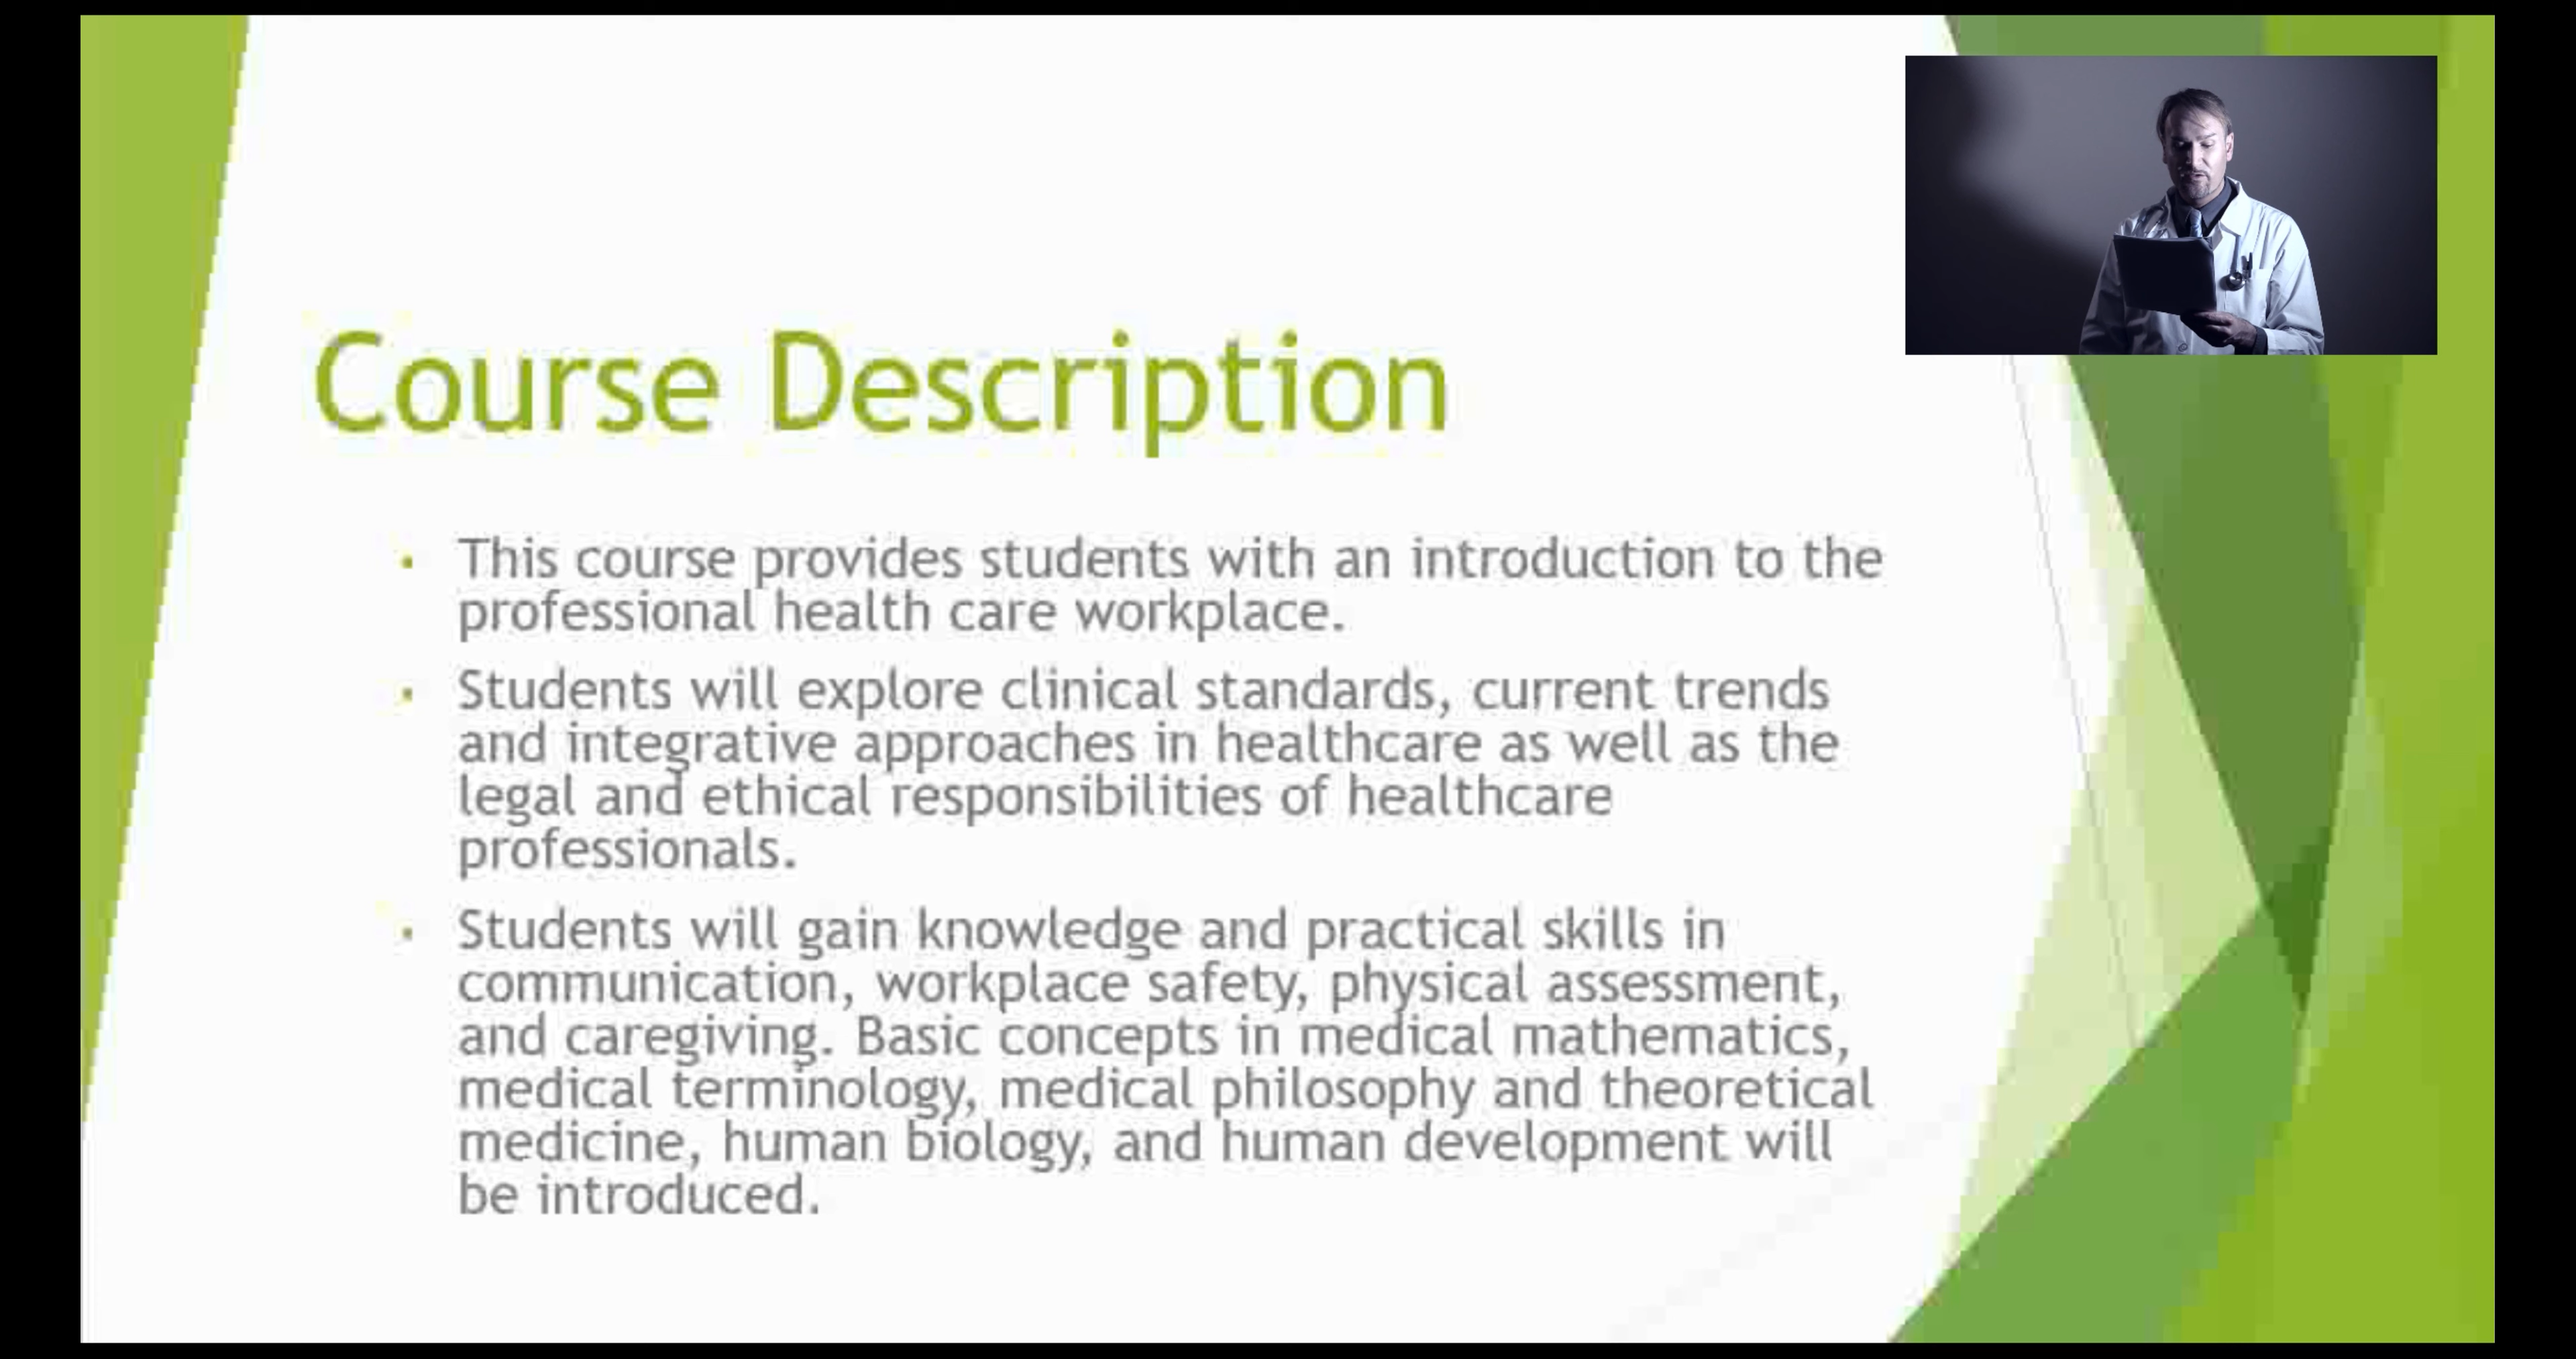 Course Description
This course provides students with an introduction to the
professional health care workplace.
Students will explore clinical standards, current trends
and integrative approaches in healthcare as well as the
legal and ethical responsibilities of healthcare
professionals.
Students will gain knowledge and practical skills in
communication, workplace safety, physical assessment,
and caregiving. Basic concepts in medical mathematics,
medical terminology, medical philosophy and theoretical
medicine, human biology, and human development will
be introduced.